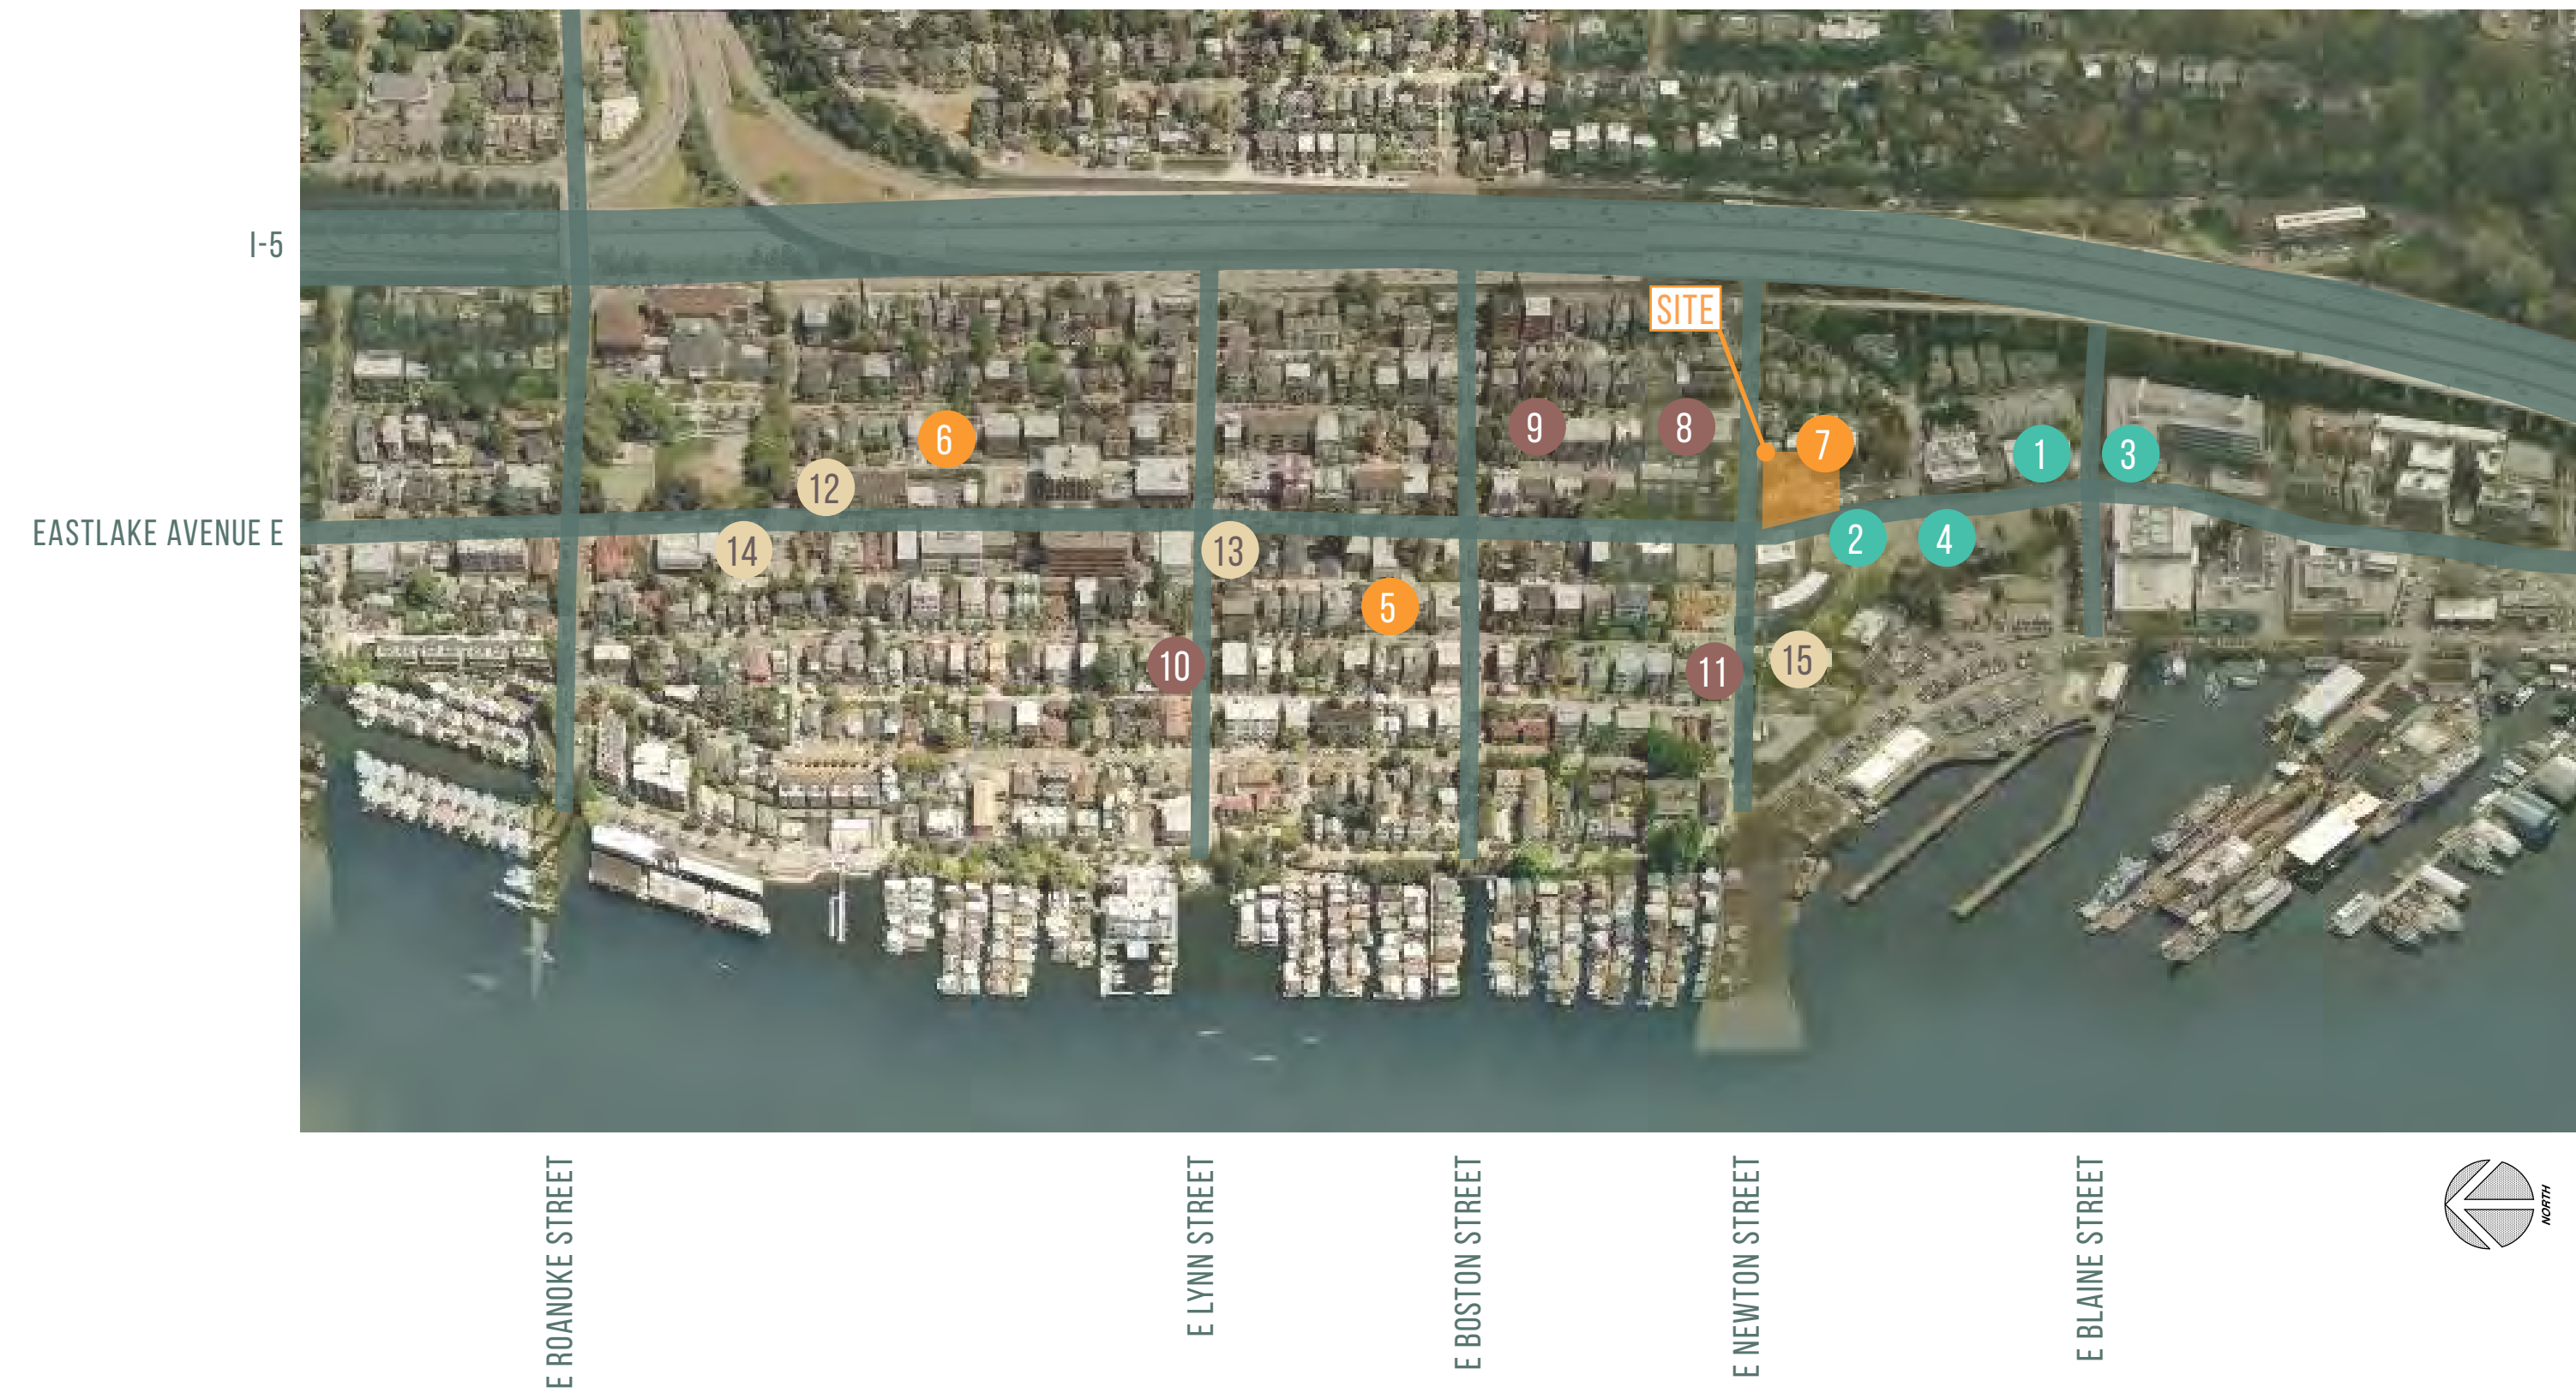 I-5
SITE
6
9
8
7
1
3
12
EASTLAKE AVENUE E
14
13
2
4
5
10
11
15
E ROANOKE STREET
E LYNN STREET
E BOSTON STREET
E NEWTON STREET
E BLAINE STREET
NORTH